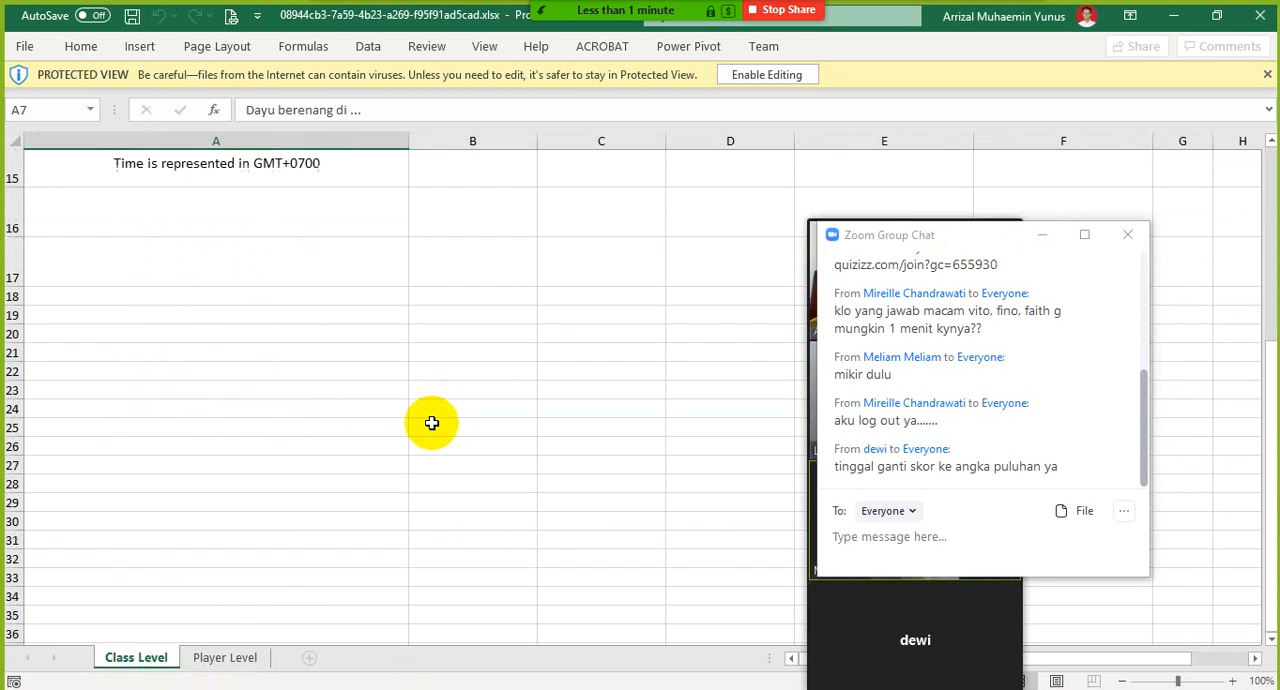 AutoSave Off 08944cb3-7a59-4b23-a269-f95f91ad5cad.xlsx - Less than 1 minute Stop Share Arrizal Muhaemin Yunus
File Home Insert Page Layout Formulas Data Review View Help ACROBAT Power Pivot Team Share Comments
PROTECTED VIEW Be careful—files from the Internet can contain viruses. Unless you need to edit, it's safer to stay in Protected View. Enable Editing
A7 fx Dayu berenang di ...
A B C D E F G H
15 Time is represented in GMT+0700
16
17
18
19
20
21
22
23
24
25
26
27
28
29
30
31
32
33
34
35
36
Zoom Group Chat
quizizz.com/join?gc=655930
From Mireille Chandrawati to Everyone:
klo yang jawab macam vito, fino, faith g
mungkin 1 menit kynya??
From Meliam Meliam to Everyone:
mikir dulu
From Mireille Chandrawati to Everyone:
aku log out ya.......
From dewi to Everyone:
tinggal ganti skor ke angka puluhan ya
To: Everyone File ...
Type message here...
dewi
Class Level Player Level
100%